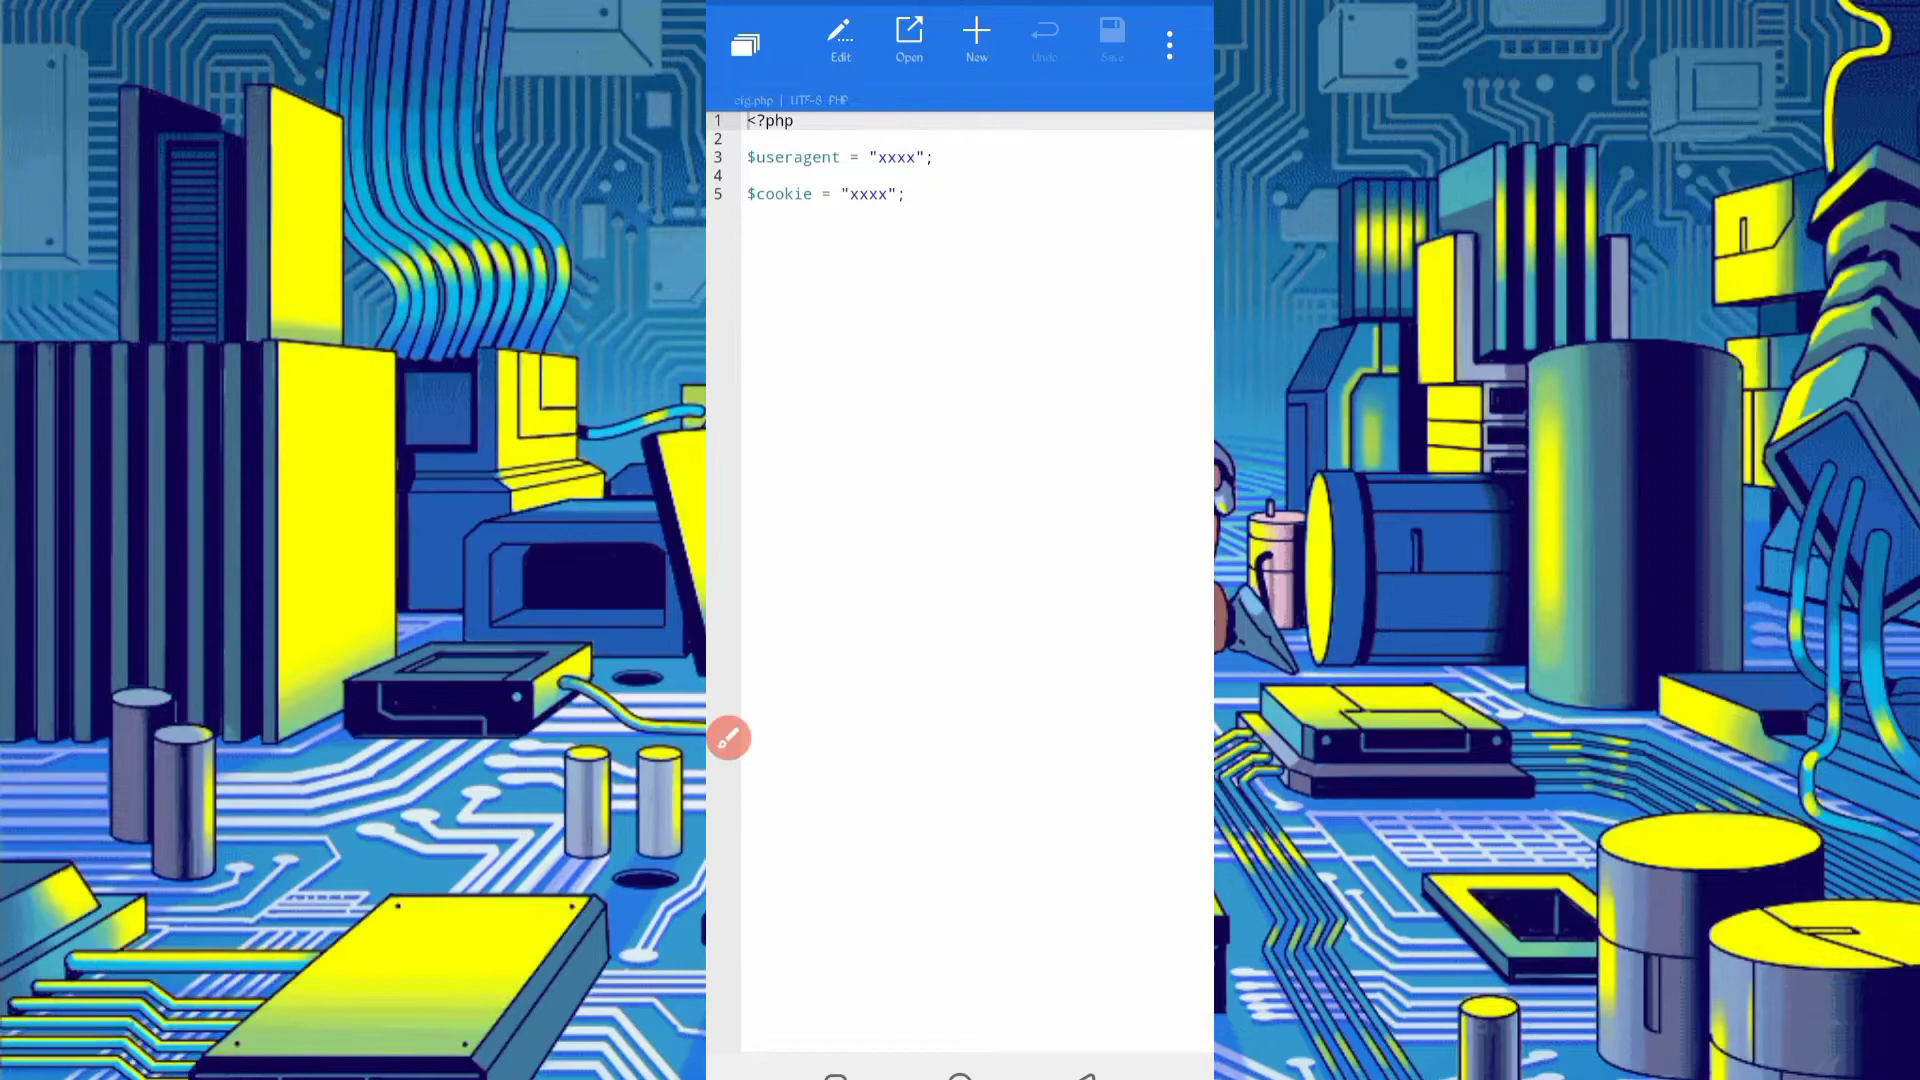 Edit
Open
New
Undo
Save
cfg.php | UTF-8 PHP
1 <?php
2
3 $useragent = "xxxx";
4
5 $cookie = "xxxx";